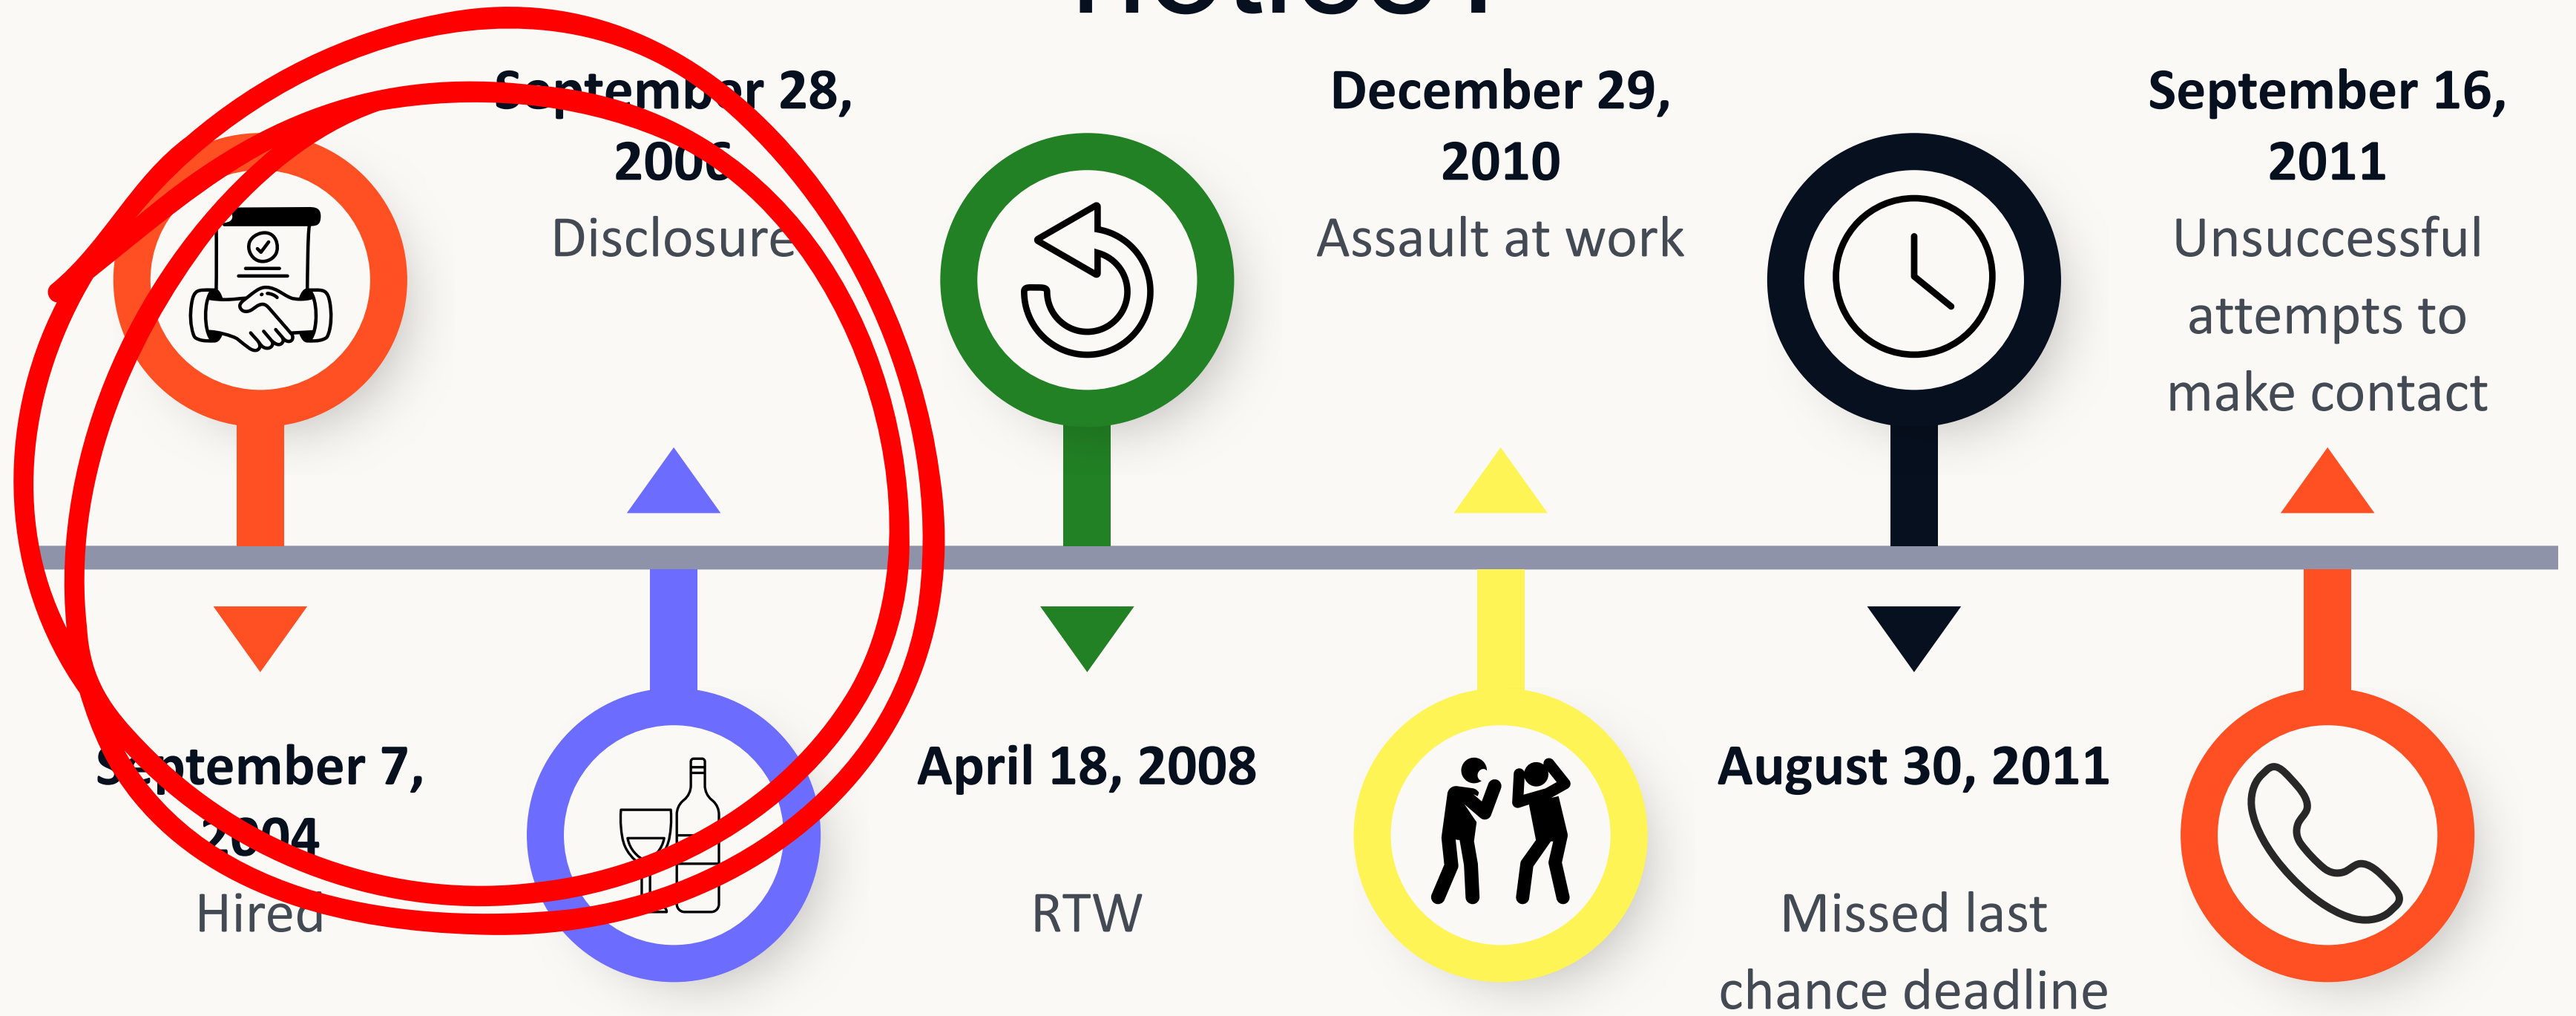 September 28,
2006
Disclosure
December 29,
2010
Assault at work
September 16,
2011
Unsuccessful
attempts to
make contact
September 7,
2004
Hired
April 18, 2008
RTW
August 30, 2011
Missed last
chance deadline